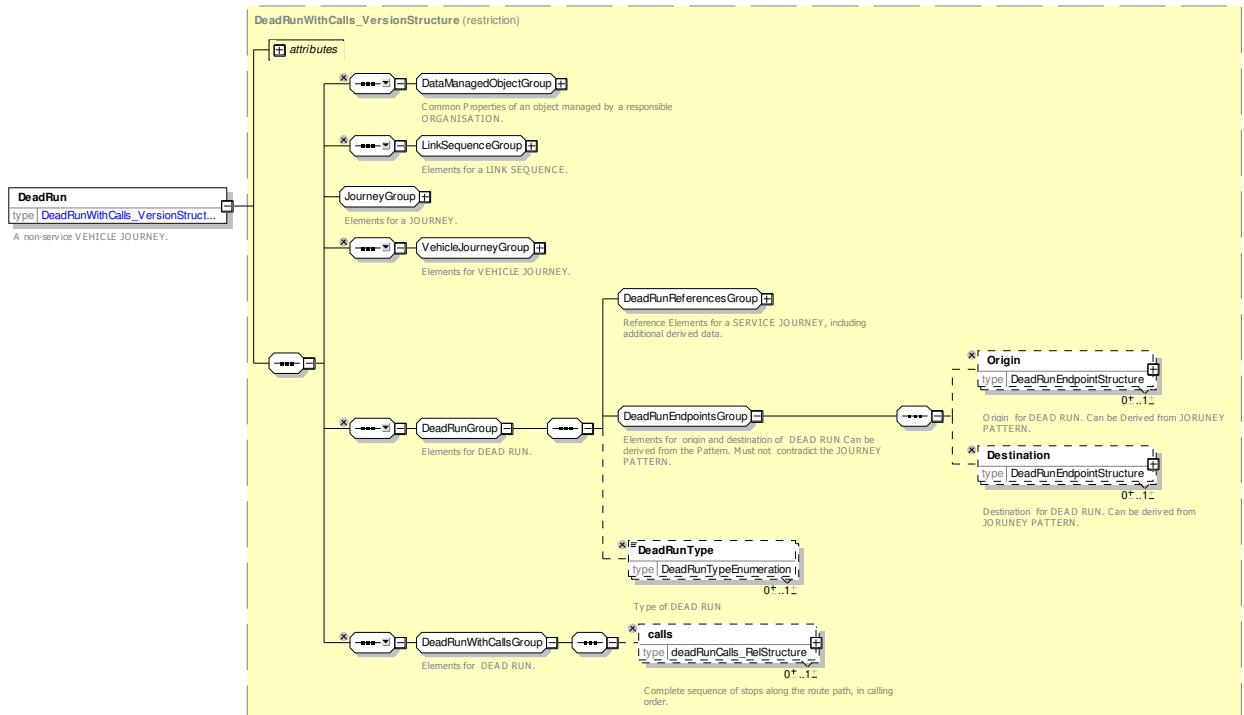 DeadRunWithCalls_VersionStructure (restriction)
attributes
DataManagedObjectGroup
Common Properties of an object managed by a responsible
ORGANISATION.
LinkSequenceGroup
Elements for a LINK SEQUENCE.
DeadRun
type DeadRunWithCalls_VersionStruct...
A non-service VEHICLE JOURNEY.
JourneyGroup
Elements for a JOURNEY.
VehicleJourneyGroup
Elements for VEHICLE JOURNEY.
DeadRunReferencesGroup
Reference Elements for a SERVICE JOURNEY, including
additional derived data.
Origin
type DeadRunEndpointStructure
0±..1±
Origin for DEAD RUN. Can be Derived from JORUNEY
PATTERN.
DeadRunGroup
Elements for DEAD RUN.
DeadRunEndpointsGroup
Elements for origin and destination of DEAD RUN Can be
derived from the Pattern. Must not contradict the JOURNEY
PATTERN.
Destination
type DeadRunEndpointStructure
0±..1±
Destination for DEAD RUN. Can be derived from
JORUNEY PATTERN.
DeadRunType
type DeadRunTypeEnumeration
0±..1±
Type of DEAD RUN
DeadRunWithCallsGroup
Elements for DEAD RUN.
calls
type deadRunCalls_RelStructure
0±..1±
Complete sequence of stops along the route path, in calling
order.